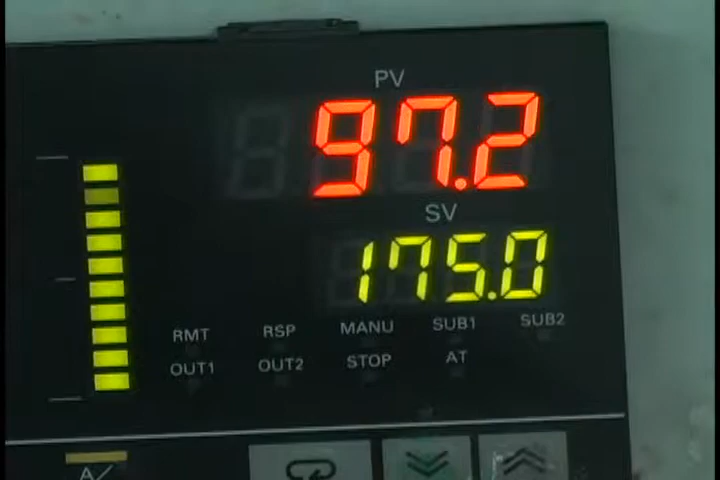 PV
97.2
SV
175.0
RMT RSP MANU SUB1 SUB2
OUT1 OUT2 STOP AT
A/